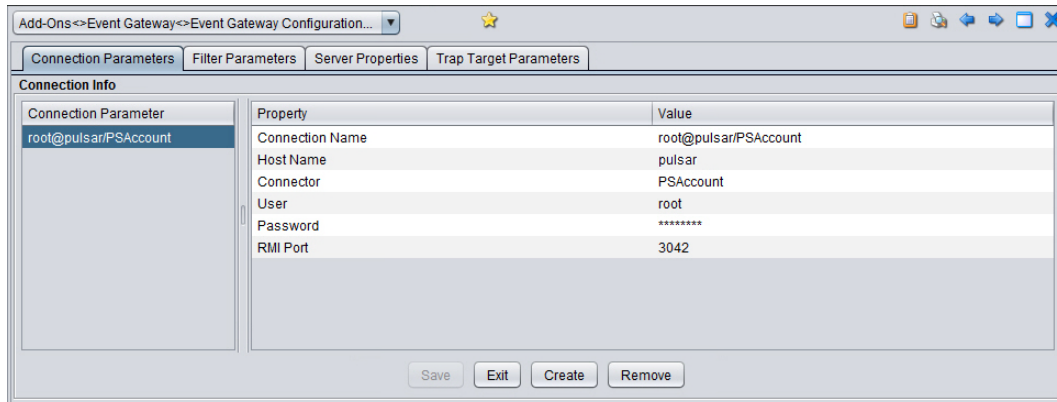 Add-Ons<>Event Gateway<>Event Gateway Configuration...
Connection Parameters Filter Parameters Server Properties Trap Target Parameters
Connection Info
Connection Parameter Property Value
root@pulsar/PSAccount Connection Name root@pulsar/PSAccount
Host Name pulsar
Connector PSAccount
User root
Password ********
RMI Port 3042
Save Exit Create Remove